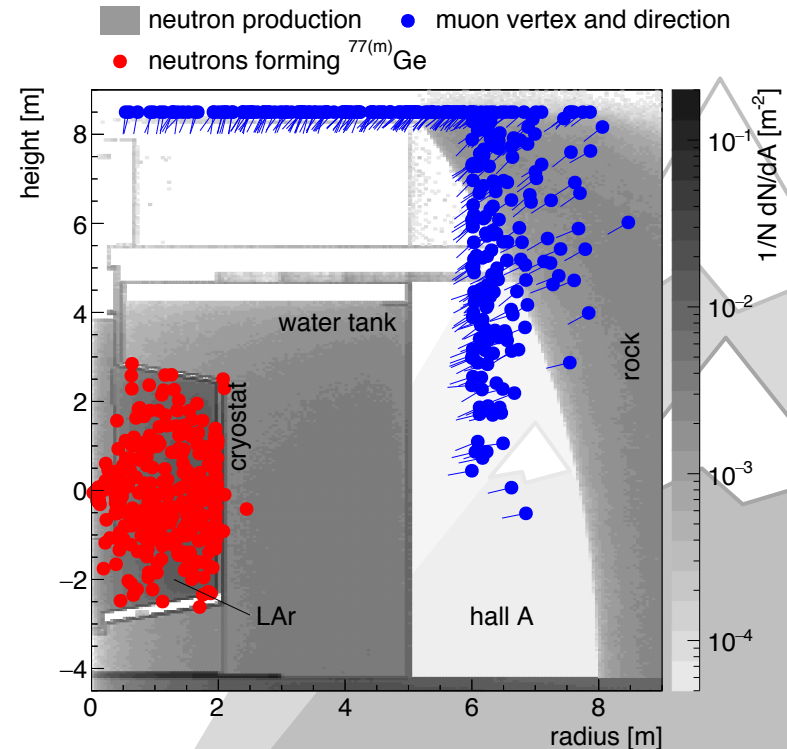 neutron production
muon vertex and direction
neutrons forming ⁷⁷⁽ᵐ⁾Ge
height [m]
8
6
4
2
0
−2
−4
water tank
cryostat
LAr
hall A
rock
0 2 4 6 8
radius [m]
10⁻¹
10⁻²
10⁻³
10⁻⁴
1/N dN/dA [m⁻²]